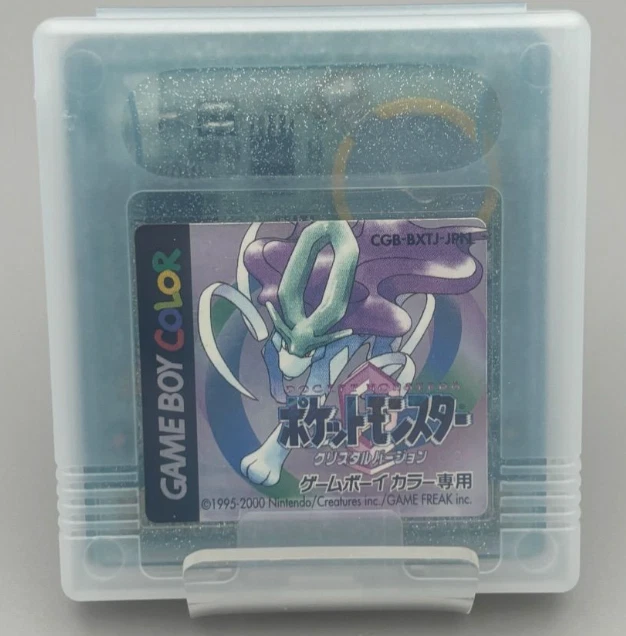 GAME BOY COLOR
CGB-BXTJ-JPN
POCKET MONSTERS
ポケットモンスター
クリスタルバージョン
ゲームボーイカラー専用
©1995-2000 Nintendo/Creatures inc./GAME FREAK inc.